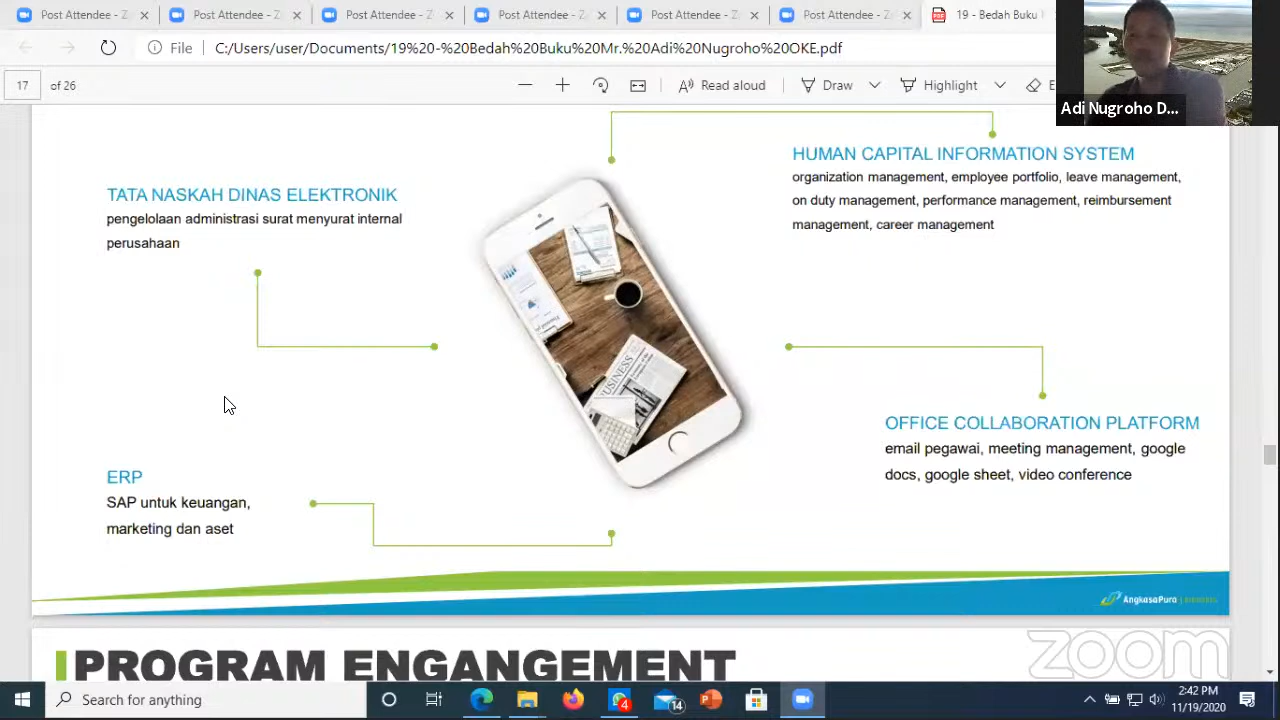 Post Attendee - Z
Post Attendee - Z
Post Attendee - Z
Post Attendee - Z
Post Attendee - Z
Post Attendee - Z
19 - Bedah Buku
File
C:/Users/user/Documents/19%20-%20Bedah%20Buku%20Mr.%20Adi%20Nugroho%20OKE.pdf
17 of 26
Read aloud
Draw
Highlight
Adi Nugroho D...
TATA NASKAH DINAS ELEKTRONIK
pengelolaan administrasi surat menyurat internal
perusahaan
HUMAN CAPITAL INFORMATION SYSTEM
organization management, employee portfolio, leave management,
on duty management, performance management, reimbursement
management, career management
BUSINESS
OFFICE COLLABORATION PLATFORM
email pegawai, meeting management, google
docs, google sheet, video conference
ERP
SAP untuk keuangan,
marketing dan aset
AngkasaPura
PROGRAM ENGANGEMENT
zoom
Search for anything
4
14
2:42 PM
11/19/2020